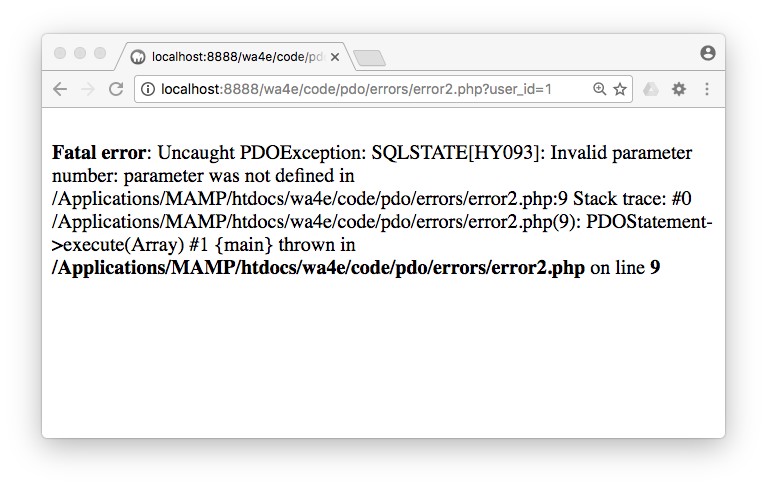 localhost:8888/wa4e/code/pd
localhost:8888/wa4e/code/pdo/errors/error2.php?user_id=1
Fatal error: Uncaught PDOException: SQLSTATE[HY093]: Invalid parameter
number: parameter was not defined in
/Applications/MAMP/htdocs/wa4e/code/pdo/errors/error2.php:9 Stack trace: #0
/Applications/MAMP/htdocs/wa4e/code/pdo/errors/error2.php(9): PDOStatement-
>execute(Array) #1 {main} thrown in
/Applications/MAMP/htdocs/wa4e/code/pdo/errors/error2.php on line 9